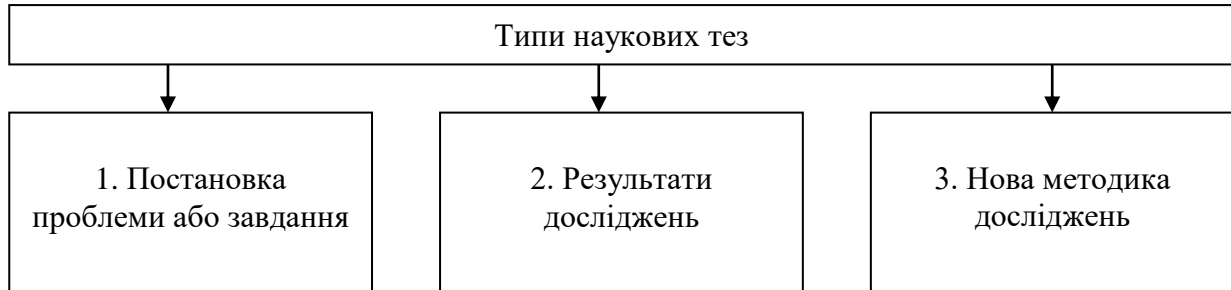 Типи наукових тез
1. Постановка
проблеми або завдання
2. Результати
досліджень
3. Нова методика
досліджень